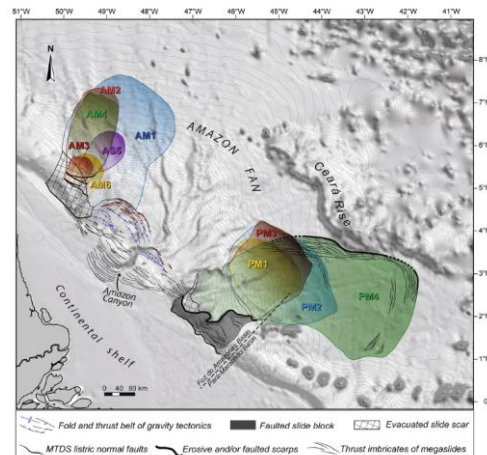 51°W 50° 49° 48° 47° 46° 45° 44° 43° 42° 41°
8°
7°
6°
5°
4°
3°
2°
1°
0°
N
AM2
AM4
AM1
AS5
AM3
AM6
AMAZON
FAN
Ceará Rise
PM3
PM1
PM2
PM4
Amazon
Canyon
Continental shelf
0 40 80 km
Fold and thrust belt of gravity tectonics
Faulted slide block
Evacuated slide scar
MTDS listric normal faults
Erosive and/or faulted scarps
Thrust imbricates of megaslides